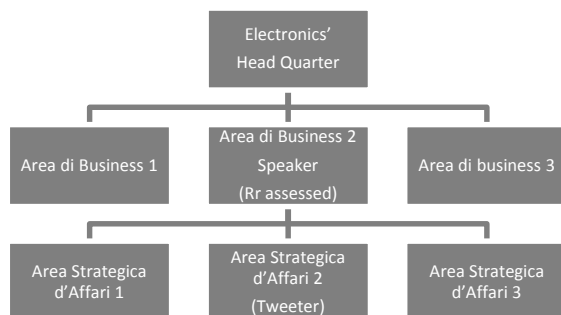 Electronics’
Head Quarter
Area di Business 1
Area di Business 2
Speaker
(Rr assessed)
Area di business 3
Area Strategica
d’Affari 1
Area Strategica
d’Affari 2
(Tweeter)
Area Strategica
d’Affari 3